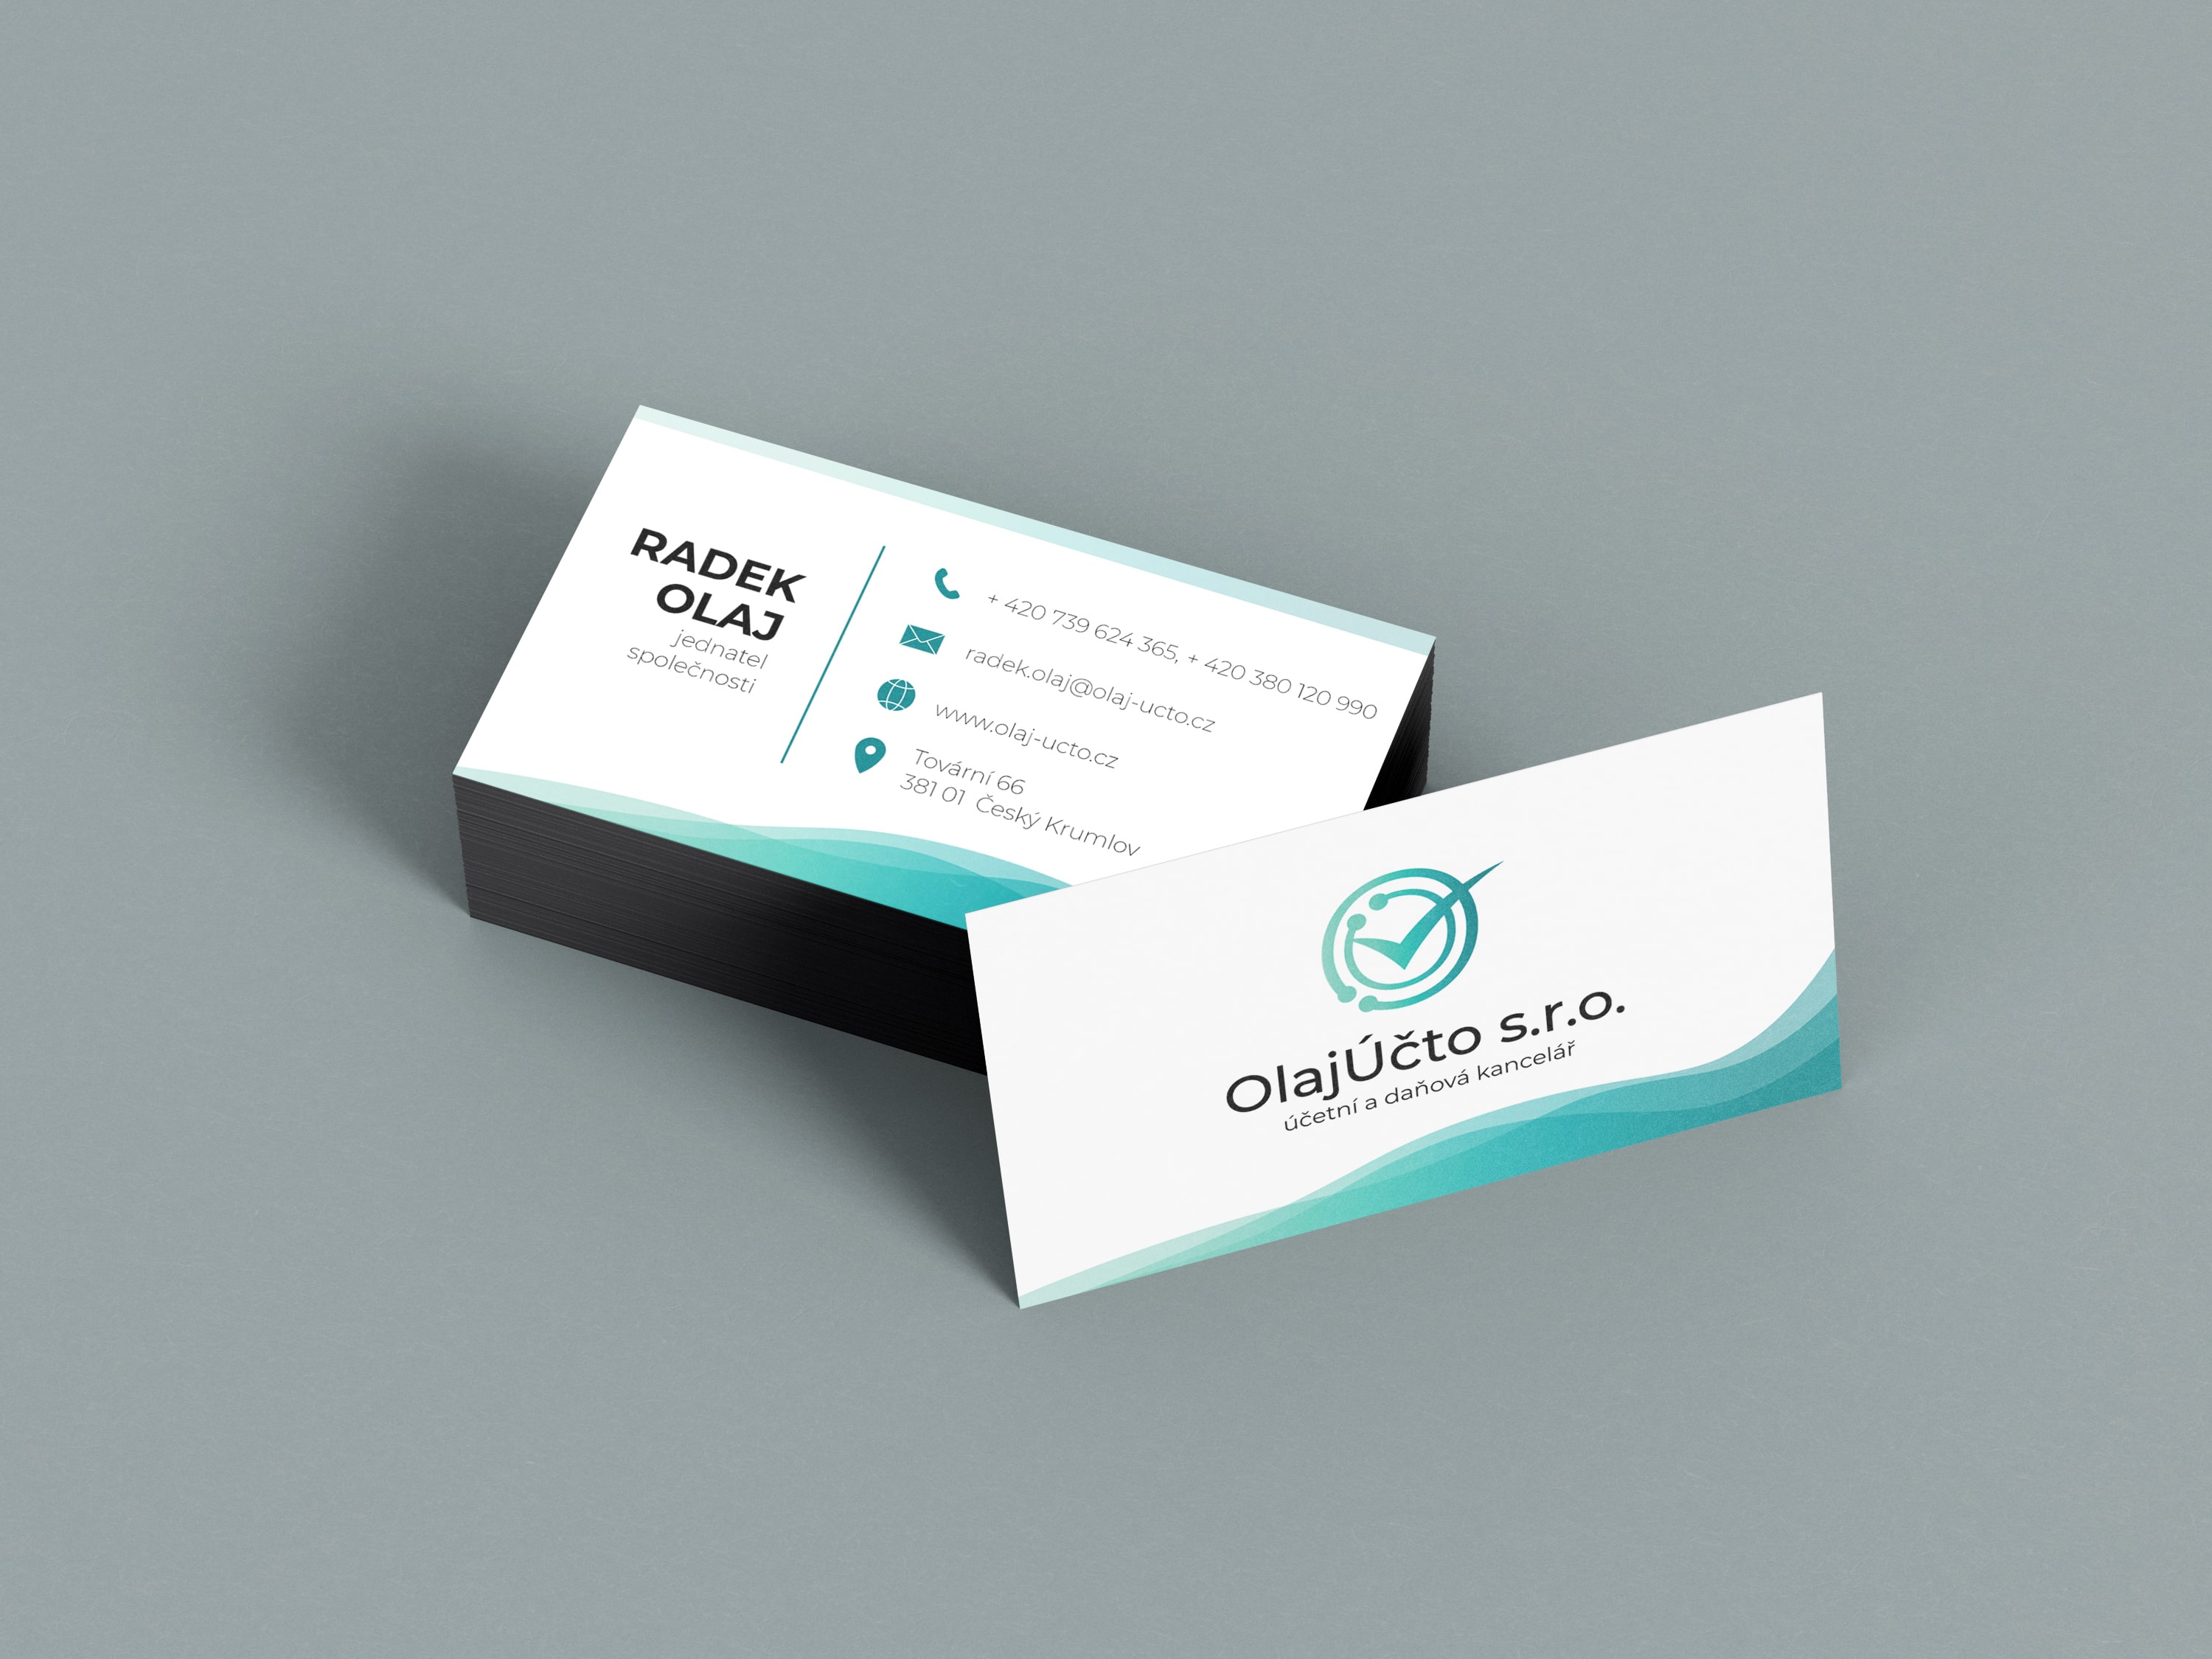 RADEK
OLAJ
jednatel
společnosti
+ 420 739 624 365, + 420 380 120 990
radek.olaj@olaj-ucto.cz
www.olaj-ucto.cz
Tovární 66
381 01 Český Krumlov
OlajÚčto s.r.o.
účetní a daňová kancelář